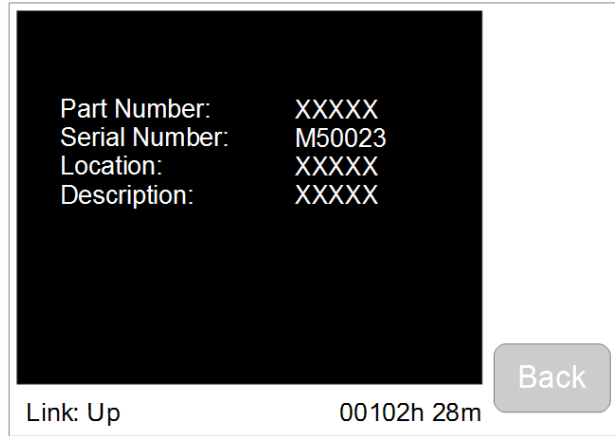 Part Number: XXXXX
Serial Number: M50023
Location: XXXXX
Description: XXXXX
Back
Link: Up 00102h 28m